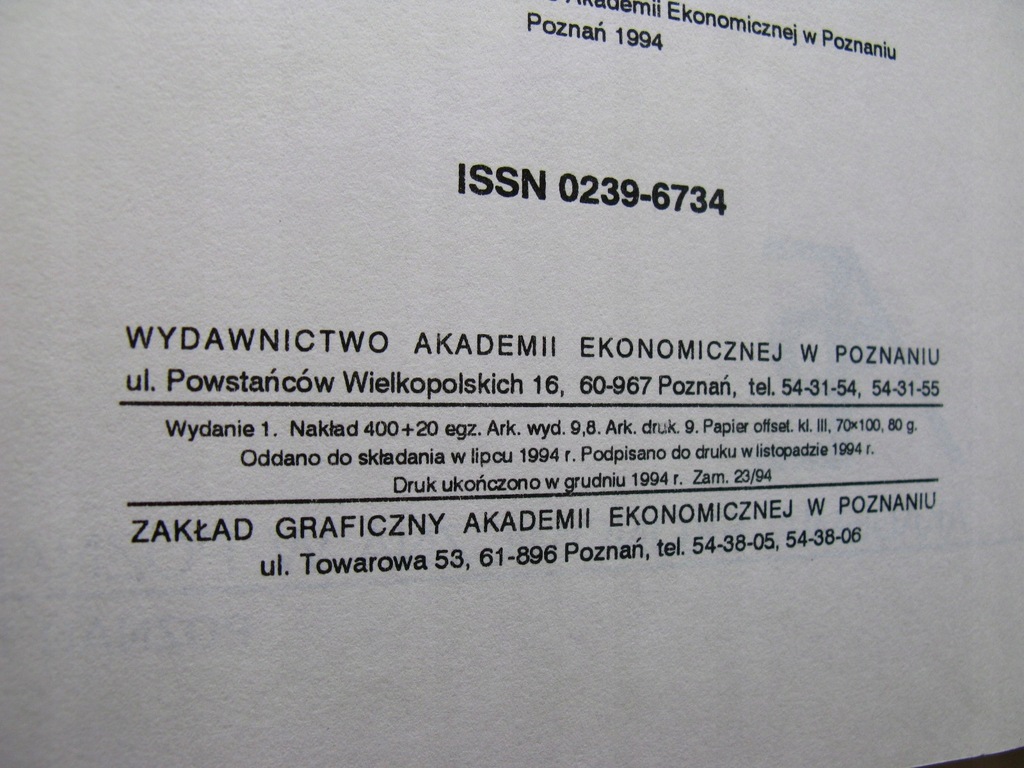 Akademii Ekonomicznej w Poznaniu
Poznań 1994
ISSN 0239-6734
WYDAWNICTWO AKADEMII EKONOMICZNEJ W POZNANIU
ul. Powstańców Wielkopolskich 16, 60-967 Poznań, tel. 54-31-54, 54-31-55
Wydanie 1. Nakład 400+20 egz. Ark. wyd. 9,8. Ark. druk. 9. Papier offset. kl. III, 70×100, 80 g.
Oddano do składania w lipcu 1994 r. Podpisano do druku w listopadzie 1994 r.
Druk ukończono w grudniu 1994 r. Zam. 23/94
ZAKŁAD GRAFICZNY AKADEMII EKONOMICZNEJ W POZNANIU
ul. Towarowa 53, 61-896 Poznań, tel. 54-38-05, 54-38-06